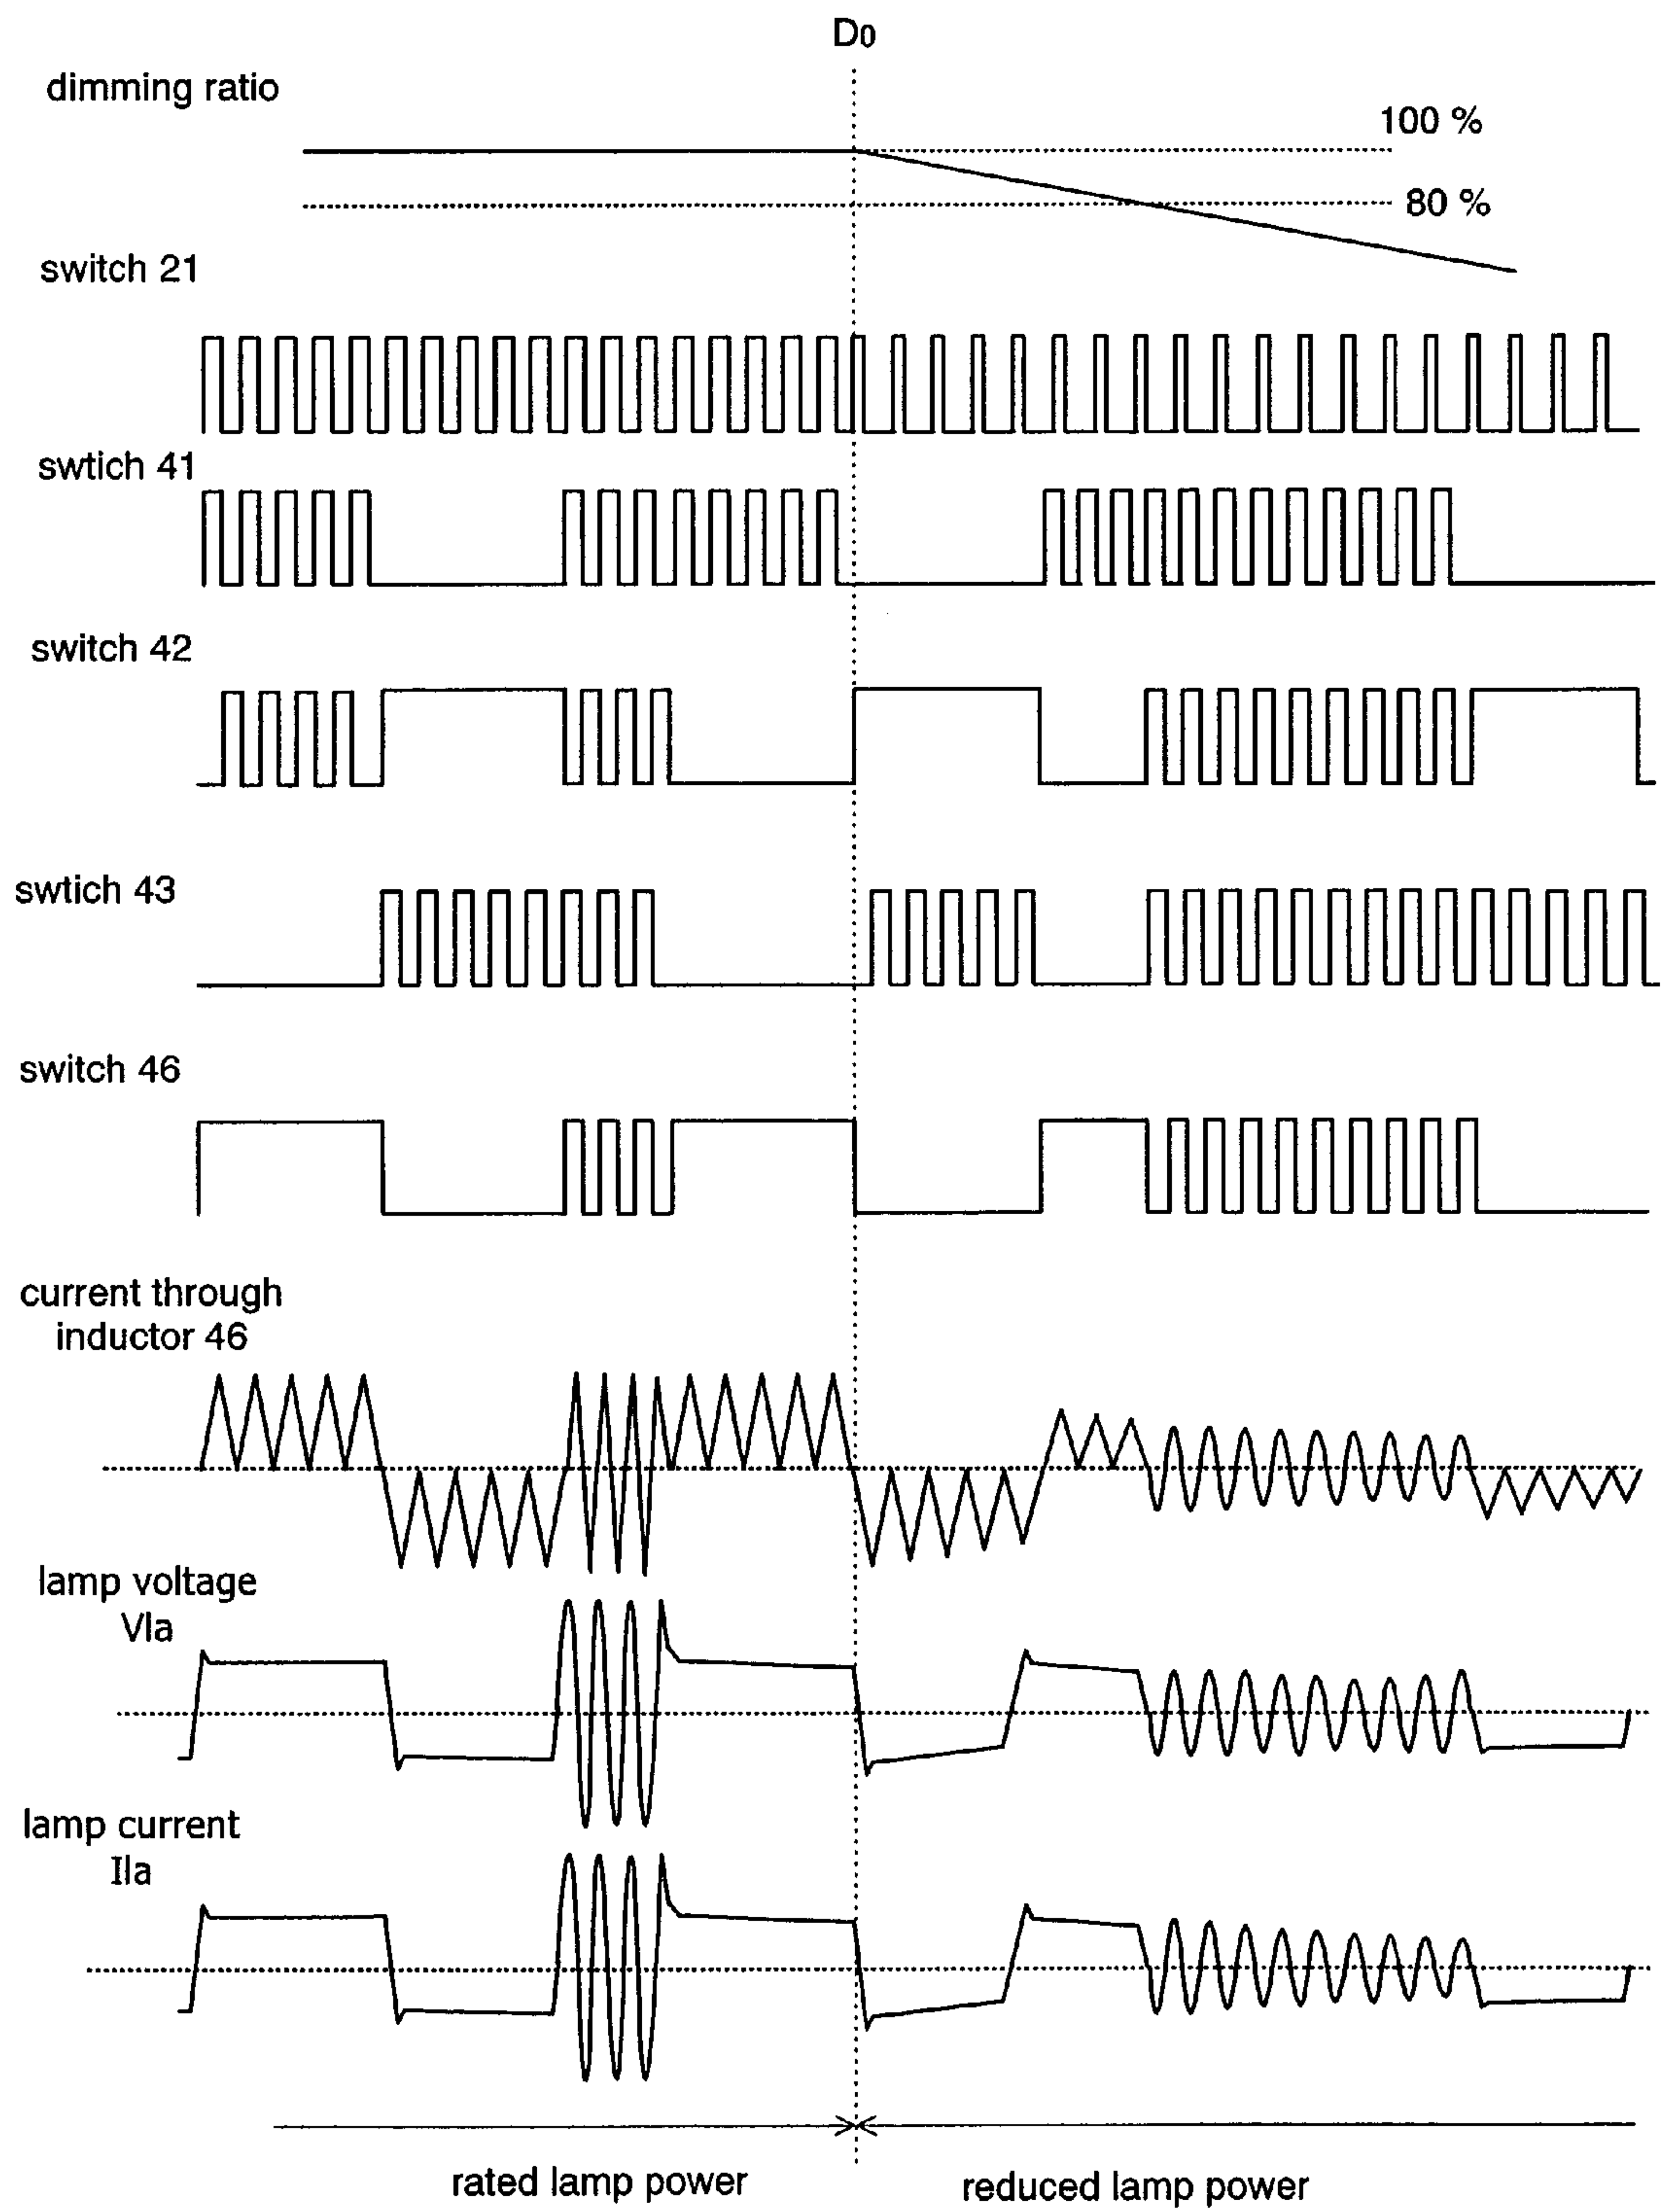 D0
dimming ratio
100 %
80 %
switch 21
swtich 41
switch 42
swtich 43
switch 46
current through
inductor 46
lamp voltage
Vla
lamp current
Ila
rated lamp power
reduced lamp power